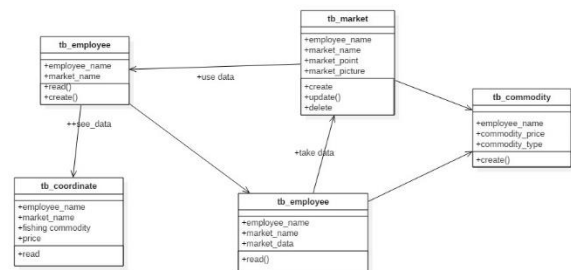 tb_market
+employee_name
+market_name
+market_point
+market_picture
+create
+update()
+delete
tb_employee
+employee_name
+market_name
+read()
+create()
+use data
tb_commodity
+employee_name
+commodity_price
+commodity_type
+create()
++see_data
+take data
tb_coordinate
+employee_name
+market_name
+fishing commodity
+price
+read
tb_employee
+employee_name
+market_name
+market_data
+read()